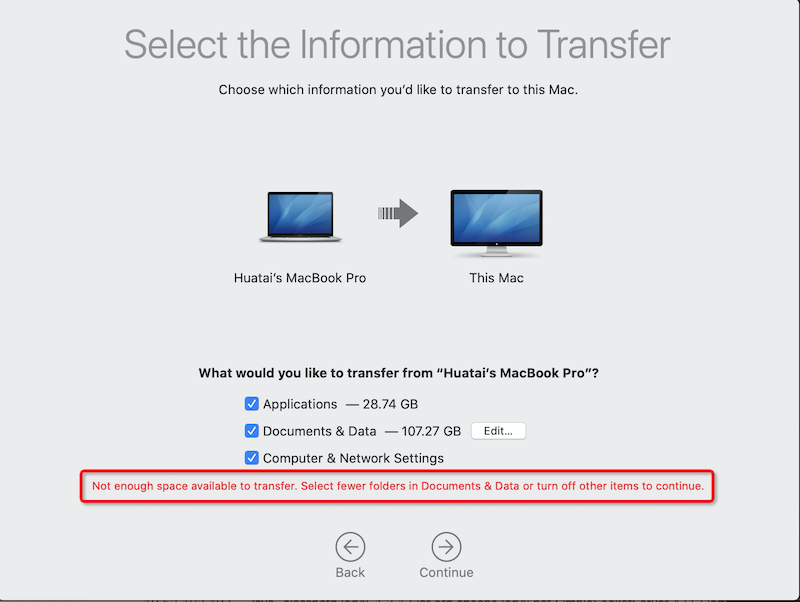 Select the Information to Transfer
Choose which information you'd like to transfer to this Mac.
Huatai's MacBook Pro
This Mac
What would you like to transfer from “Huatai's MacBook Pro”?
Applications — 28.74 GB
Documents & Data — 107.27 GB Edit...
Computer & Network Settings
Not enough space available to transfer. Select fewer folders in Documents & Data or turn off other items to continue.
Back
Continue